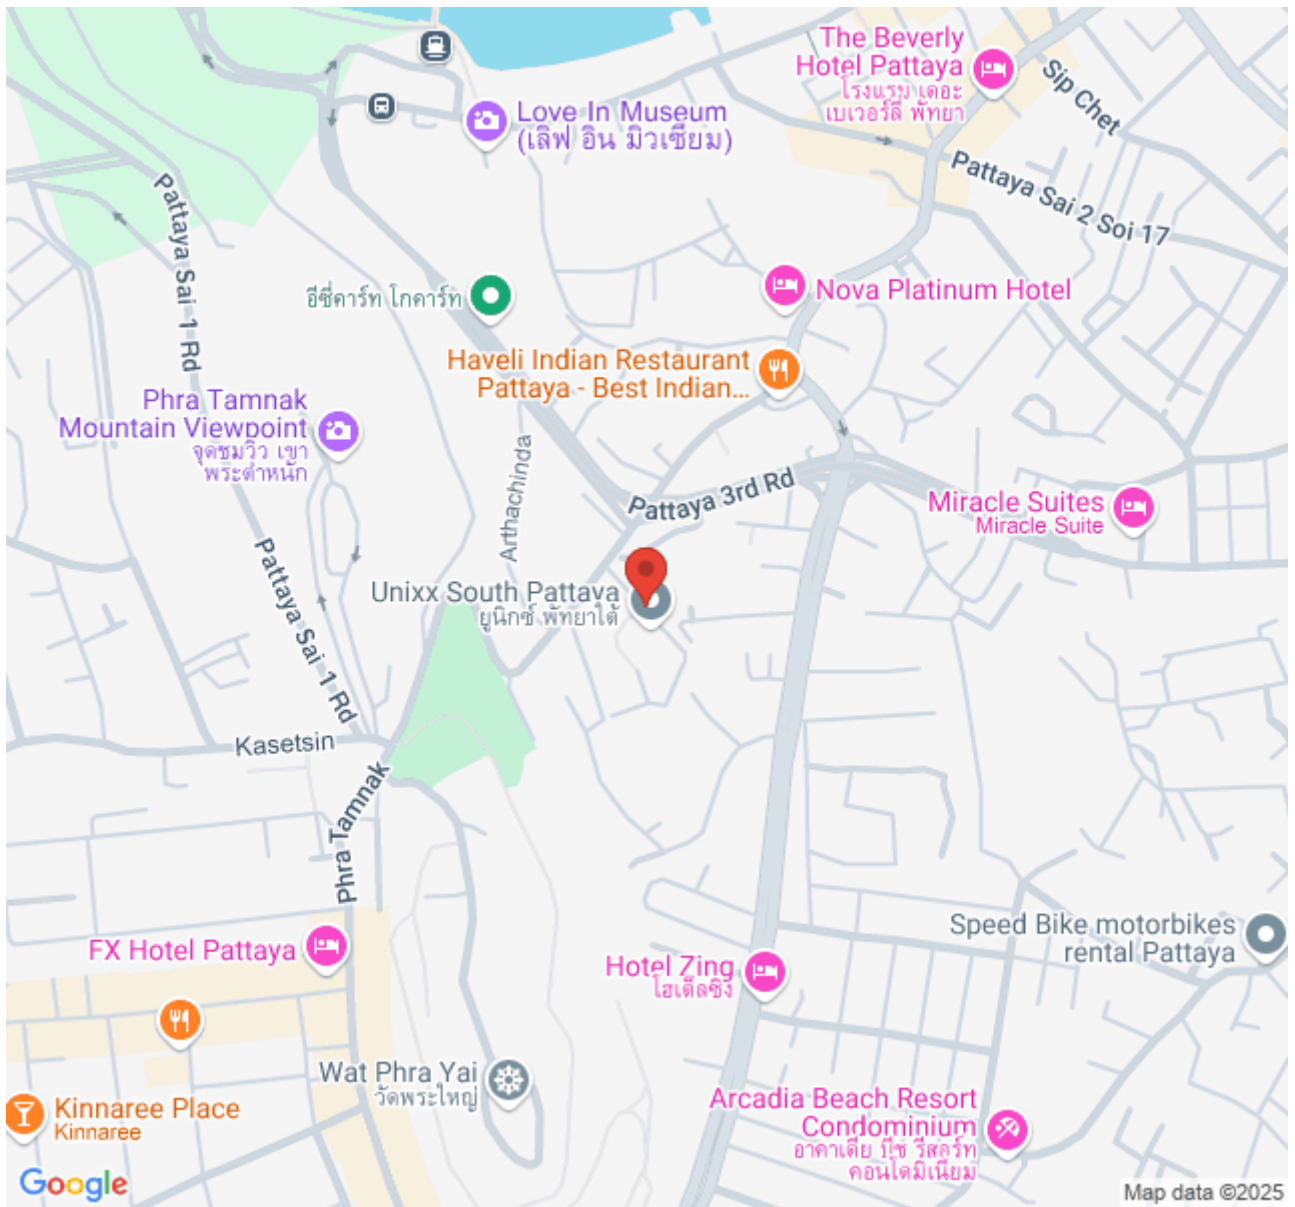 The Beverly
Hotel Pattaya
โรงแรม เดอะ
เบเวอร์ลี่ พัทยา
Sip Chet
Love In Museum
(เลิฟ อิน มิวเซียม)
Pattaya Sai 2 Soi 17
Pattaya Sai 1 Rd
อีซี่คาร์ท โกคาร์ท
Nova Platinum Hotel
Haveli Indian Restaurant
Pattaya - Best Indian...
Phra Tamnak
Mountain Viewpoint
จุดชมวิว เขา
พระตำหนัก
Arthachinda
Pattaya 3rd Rd
Miracle Suites
Miracle Suite
Pattaya Sai 1 Rd
Unixx South Pattaya
ยูนิกซ์ พัทยาใต้
Kasetsin
Phra Tamnak
FX Hotel Pattaya
Speed Bike motorbikes
rental Pattaya
Hotel Zing
โฮเต็ลซิง
Wat Phra Yai
วัดพระใหญ่
Kinnaree Place
Kinnaree
Arcadia Beach Resort
Condominium
อาคาเดีย บีช รีสอร์ท
คอนโดมิเนียม
Google
Map data ©2025